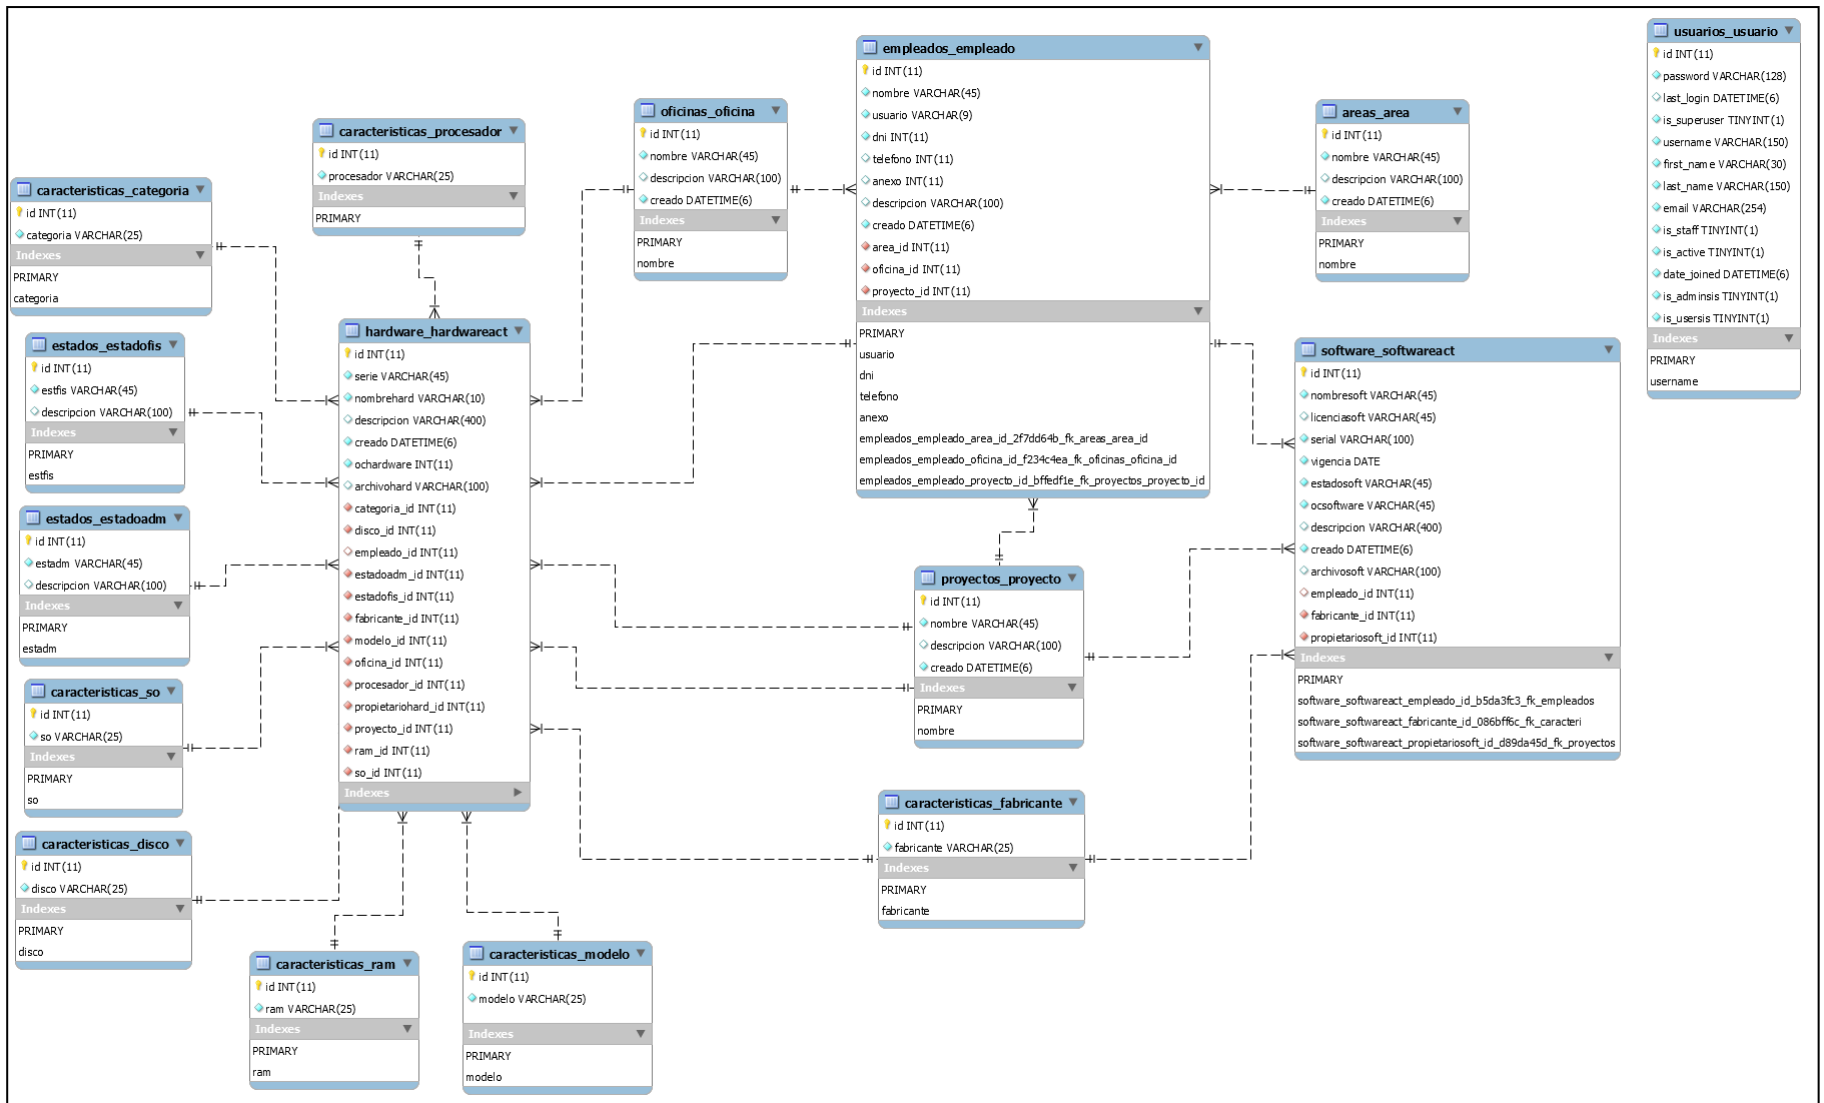 caracteristicas_categoria
id INT(11)
categoria VARCHAR(25)
Indexes
PRIMARY
categoria
estados_estadofis
id INT(11)
estfis VARCHAR(45)
descripcion VARCHAR(100)
Indexes
PRIMARY
estfis
estados_estadoadm
id INT(11)
estadm VARCHAR(45)
descripcion VARCHAR(100)
Indexes
PRIMARY
estadm
caracteristicas_so
id INT(11)
so VARCHAR(25)
Indexes
PRIMARY
so
caracteristicas_disco
id INT(11)
disco VARCHAR(25)
Indexes
PRIMARY
disco
caracteristicas_procesador
id INT(11)
procesador VARCHAR(25)
Indexes
PRIMARY
hardware_hardwareact
id INT(11)
serie VARCHAR(45)
nombrehard VARCHAR(10)
descripcion VARCHAR(400)
creado DATETIME(6)
ochardware INT(11)
archivohard VARCHAR(100)
categoria_id INT(11)
disco_id INT(11)
empleado_id INT(11)
estadoadm_id INT(11)
estadofis_id INT(11)
fabricante_id INT(11)
modelo_id INT(11)
oficina_id INT(11)
procesador_id INT(11)
propietariohard_id INT(11)
proyecto_id INT(11)
ram_id INT(11)
so_id INT(11)
Indexes
caracteristicas_ram
id INT(11)
ram VARCHAR(25)
Indexes
PRIMARY
ram
caracteristicas_modelo
id INT(11)
modelo VARCHAR(25)
Indexes
PRIMARY
modelo
oficinas_oficina
id INT(11)
nombre VARCHAR(45)
descripcion VARCHAR(100)
creado DATETIME(6)
Indexes
PRIMARY
nombre
empleados_empleado
id INT(11)
nombre VARCHAR(45)
usuario VARCHAR(9)
dni INT(11)
telefono INT(11)
anexo INT(11)
descripcion VARCHAR(100)
creado DATETIME(6)
area_id INT(11)
oficina_id INT(11)
proyecto_id INT(11)
Indexes
PRIMARY
usuario
dni
telefono
anexo
empleados_empleado_area_id_2f7dd64b_fk_areas_area_id
empleados_empleado_oficina_id_f234c4ea_fk_oficinas_oficina_id
empleados_empleado_proyecto_id_bffedf1e_fk_proyectos_proyecto_id
proyectos_proyecto
id INT(11)
nombre VARCHAR(45)
descripcion VARCHAR(100)
creado DATETIME(6)
Indexes
PRIMARY
nombre
caracteristicas_fabricante
id INT(11)
fabricante VARCHAR(25)
Indexes
PRIMARY
fabricante
areas_area
id INT(11)
nombre VARCHAR(45)
descripcion VARCHAR(100)
creado DATETIME(6)
Indexes
PRIMARY
nombre
software_softwareact
id INT(11)
nombresoft VARCHAR(45)
licenciasoft VARCHAR(45)
serial VARCHAR(100)
vigencia DATE
estadosoft VARCHAR(45)
ocsoftware VARCHAR(45)
descripcion VARCHAR(400)
creado DATETIME(6)
archivosoft VARCHAR(100)
empleado_id INT(11)
fabricante_id INT(11)
propietariosoft_id INT(11)
Indexes
PRIMARY
software_softwareact_empleado_id_b5da3fc3_fk_empleados
software_softwareact_fabricante_id_086bff6c_fk_caracteri
software_softwareact_propietariosoft_id_d89da45d_fk_proyectos
usuarios_usuario
id INT(11)
password VARCHAR(128)
last_login DATETIME(6)
is_superuser TINYINT(1)
username VARCHAR(150)
first_name VARCHAR(30)
last_name VARCHAR(150)
email VARCHAR(254)
is_staff TINYINT(1)
is_active TINYINT(1)
date_joined DATETIME(6)
is_adminsis TINYINT(1)
is_usersis TINYINT(1)
Indexes
PRIMARY
username